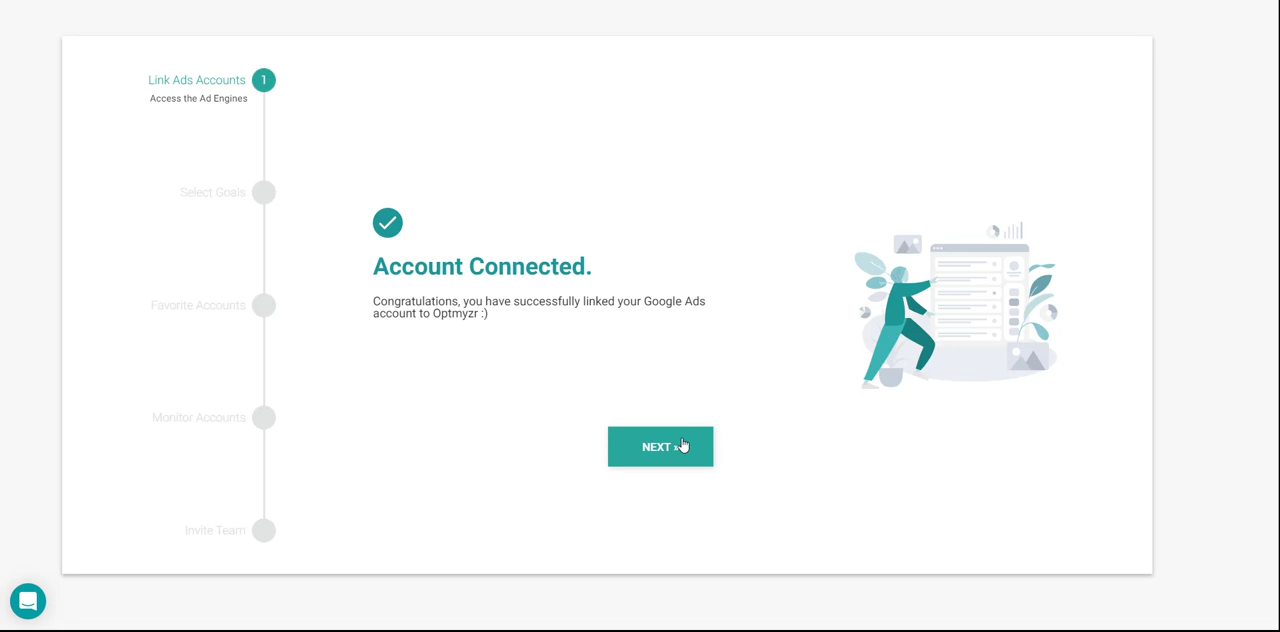 Link Ads Accounts 1
Access the Ad Engines
Select Goals
Favorite Accounts
Monitor Accounts
Invite Team
Account Connected.
Congratulations, you have successfully linked your Google Ads
account to Optmyzr :)
NEXT »